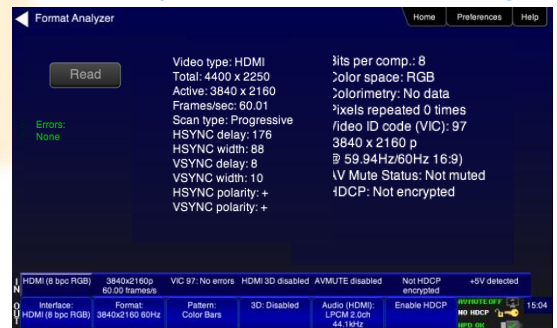 Format Analyzer
Home Preferences Help
Read
Errors:
None
Video type: HDMI
Total: 4400 x 2250
Active: 3840 x 2160
Frames/sec: 60.01
Scan type: Progressive
HSYNC delay: 176
HSYNC width: 88
VSYNC delay: 8
VSYNC width: 10
HSYNC polarity: +
VSYNC polarity: +
Bits per comp.: 8
Color space: RGB
Colorimetry: No data
Pixels repeated 0 times
Video ID code (VIC): 97
3840 x 2160 p
@ 59.94Hz/60Hz 16:9)
AV Mute Status: Not muted
HDCP: Not encrypted
IN
HDMI (8 bpc RGB)
3840x2160p
60.00 frames/s
VIC 97: No errors
HDMI 3D disabled
AVMUTE disabled
Not HDCP
encrypted
+5V detected
OUT
Interface:
HDMI (8 bpc RGB)
Format:
3840x2160 60Hz
Pattern:
Color Bars
3D: Disabled
Audio (HDMI):
LPCM 2.0ch
44.1kHz
Enable HDCP
AVMUTE OFF
NO HDCP
HPD OK
15:04